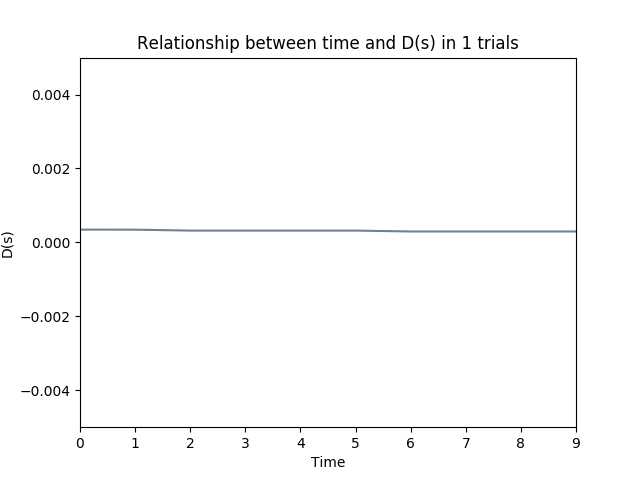 Relationship between time and D(s) in 1 trials
0.004
0.002
0.000
−0.002
−0.004
D(s)
0 1 2 3 4 5 6 7 8 9
Time